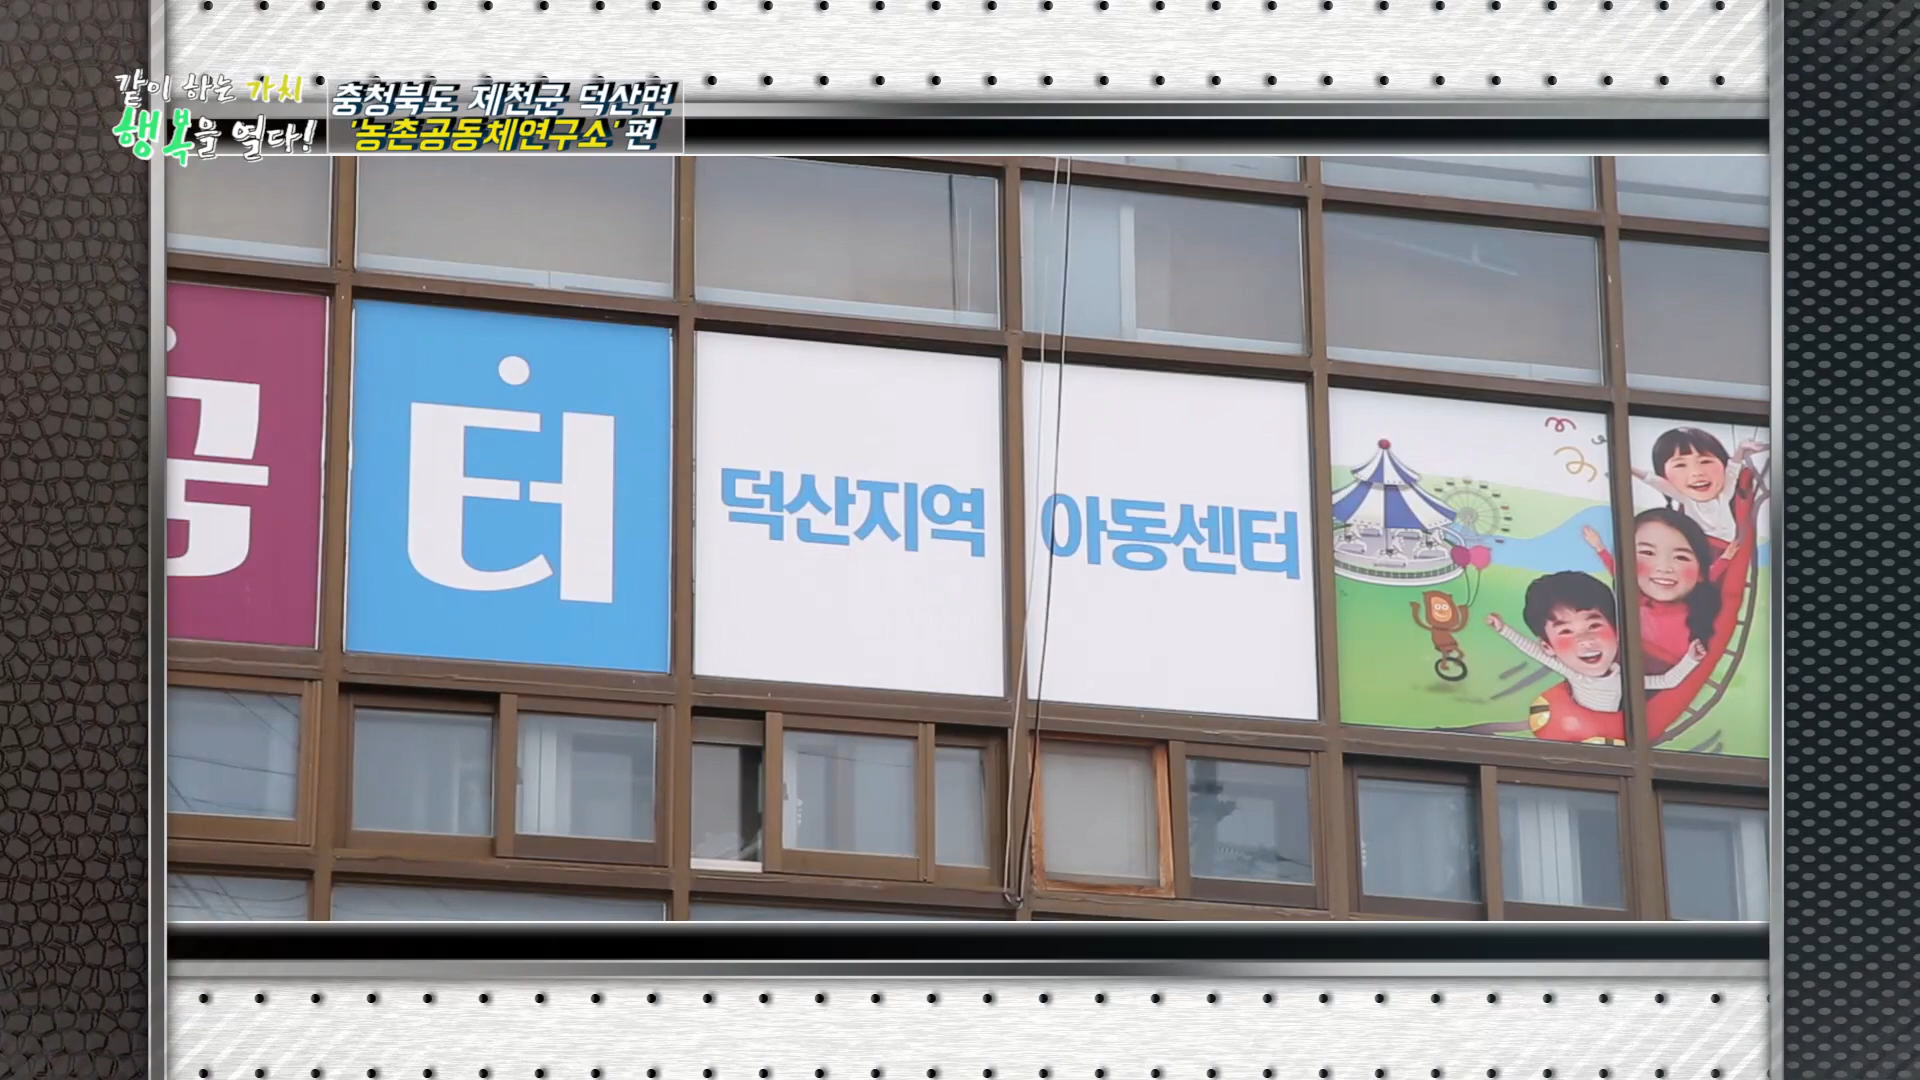 같이 하는 가치
행복을 열다!
충청북도 제천군 덕산면
'농촌공동체연구소' 편
꿈 터
덕산지역 아동센터